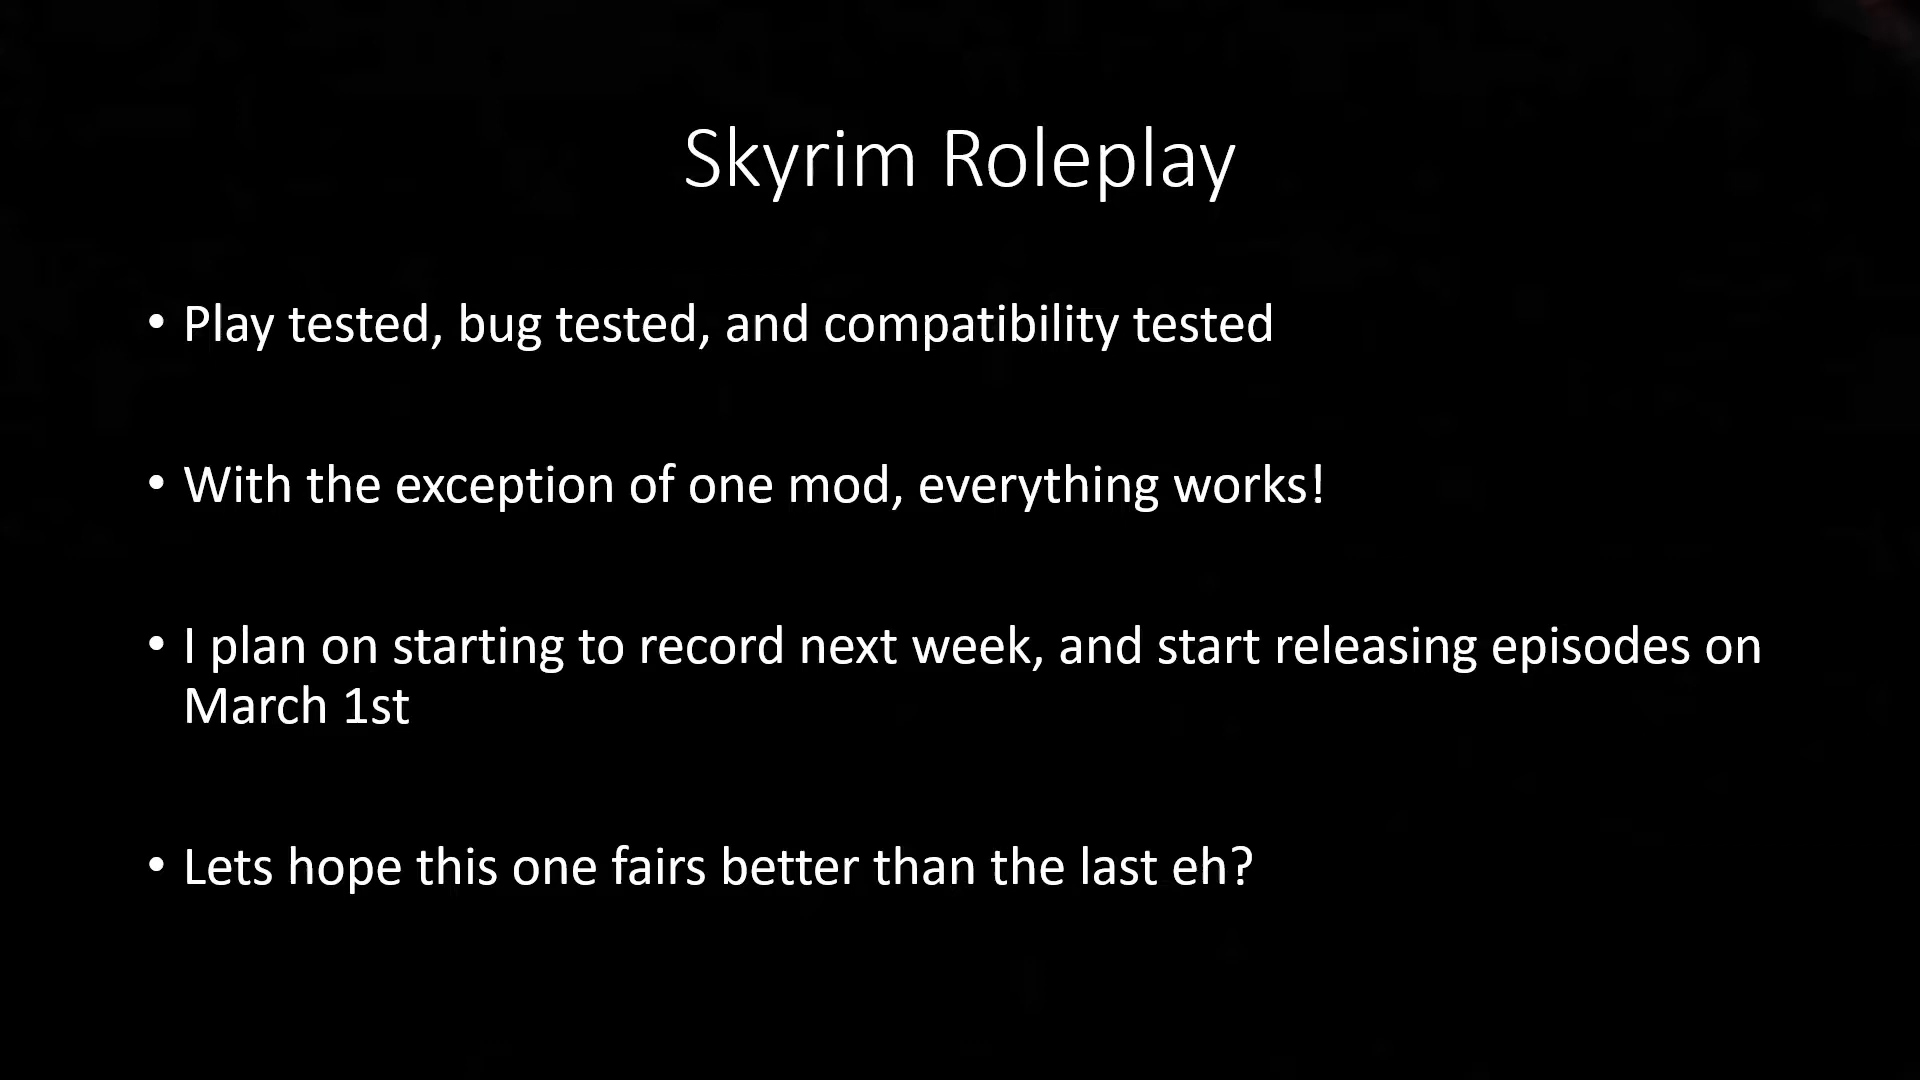 Skyrim Roleplay
• Play tested, bug tested, and compatibility tested
• With the exception of one mod, everything works!
• I plan on starting to record next week, and start releasing episodes on
March 1st
• Lets hope this one fairs better than the last eh?